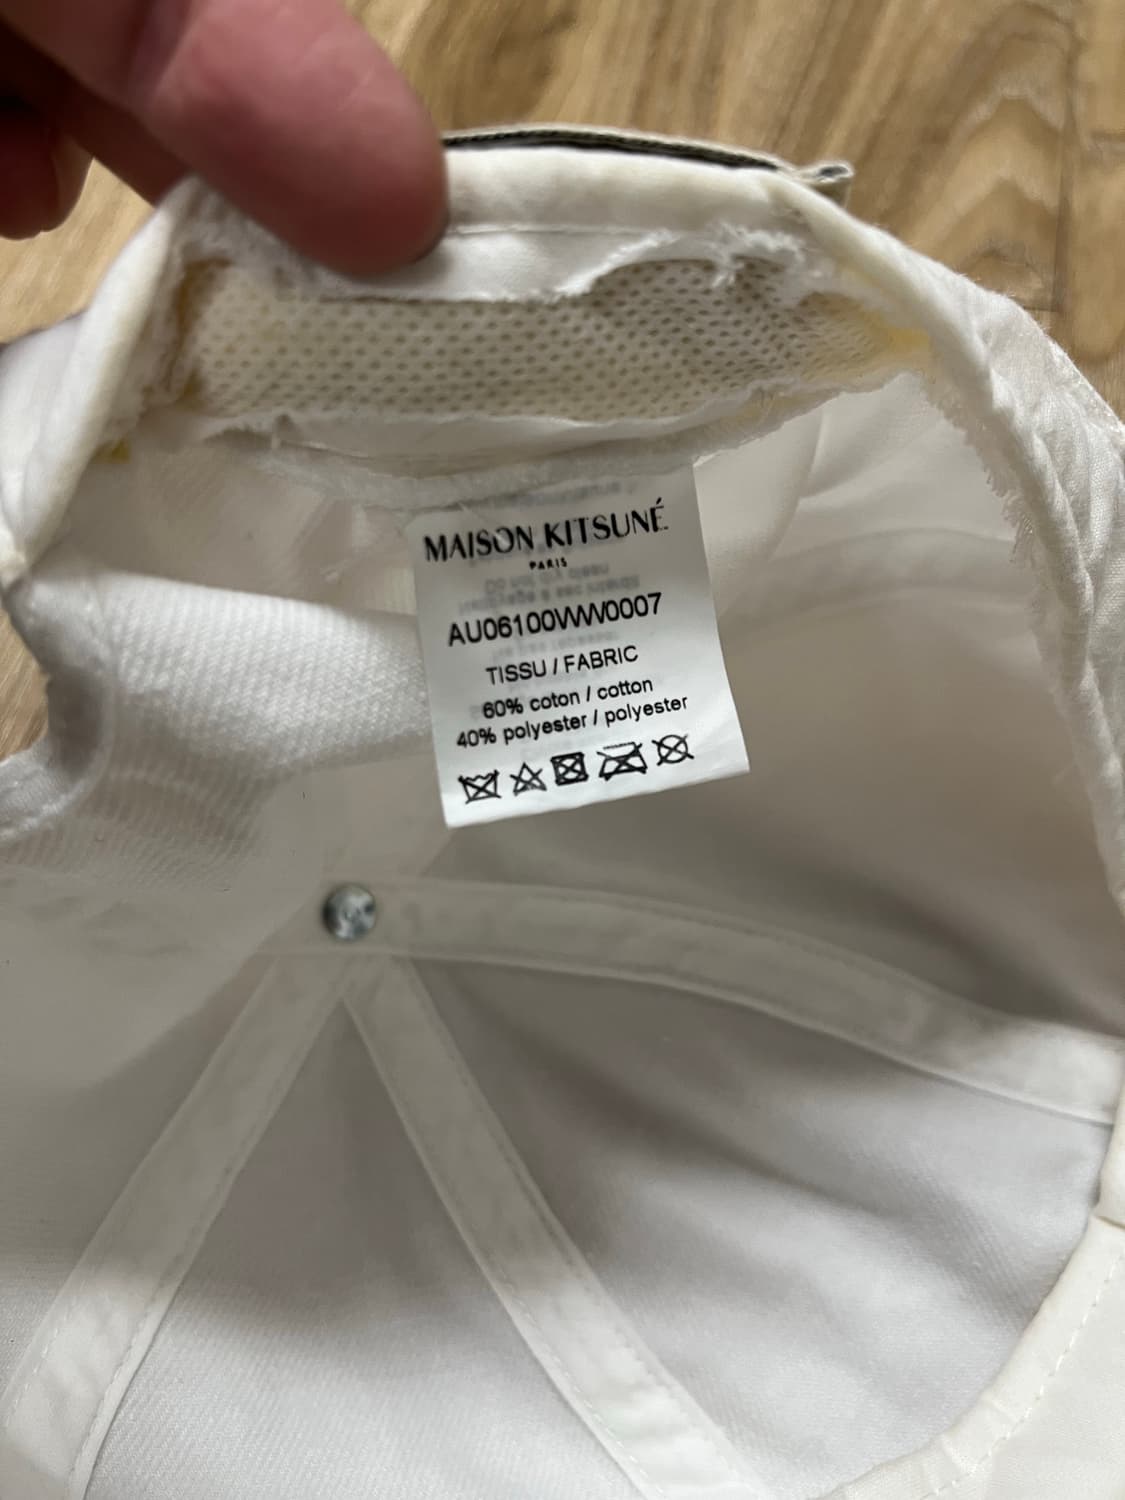 MAISON KITSUNÉ
PARIS
AU06100WW0007
TISSU / FABRIC
60% coton / cotton
40% polyester / polyester